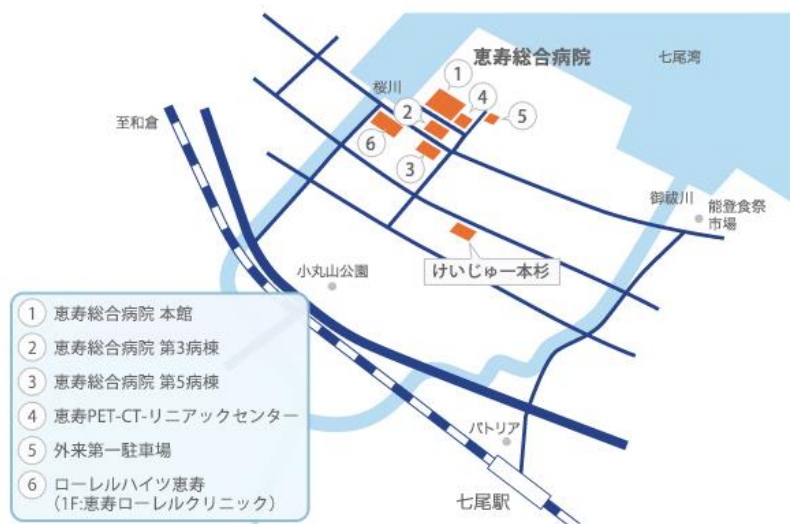 恵寿総合病院
七尾湾
桜川
至和倉
1
4
2
5
6
3
御祓川
能登食祭
市場
けいじゅ一本杉
小丸山公園
1 恵寿総合病院 本館
2 恵寿総合病院 第3病棟
3 恵寿総合病院 第5病棟
4 恵寿PET-CT-リニアックセンター
5 外来第一駐車場
6 ローレルハイツ恵寿
(1F:恵寿ローレルクリニック)
パトリア
七尾駅